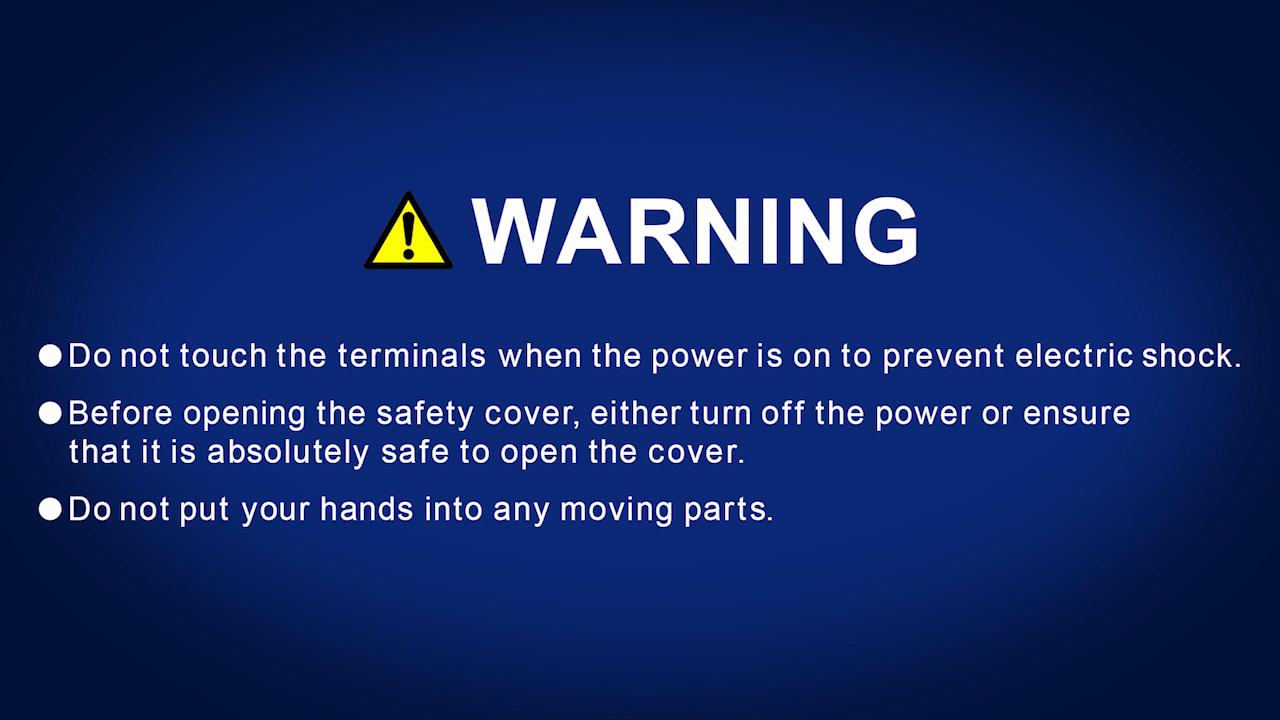 WARNING
●Do not touch the terminals when the power is on to prevent electric shock.
●Before opening the safety cover, either turn off the power or ensure
that it is absolutely safe to open the cover.
●Do not put your hands into any moving parts.